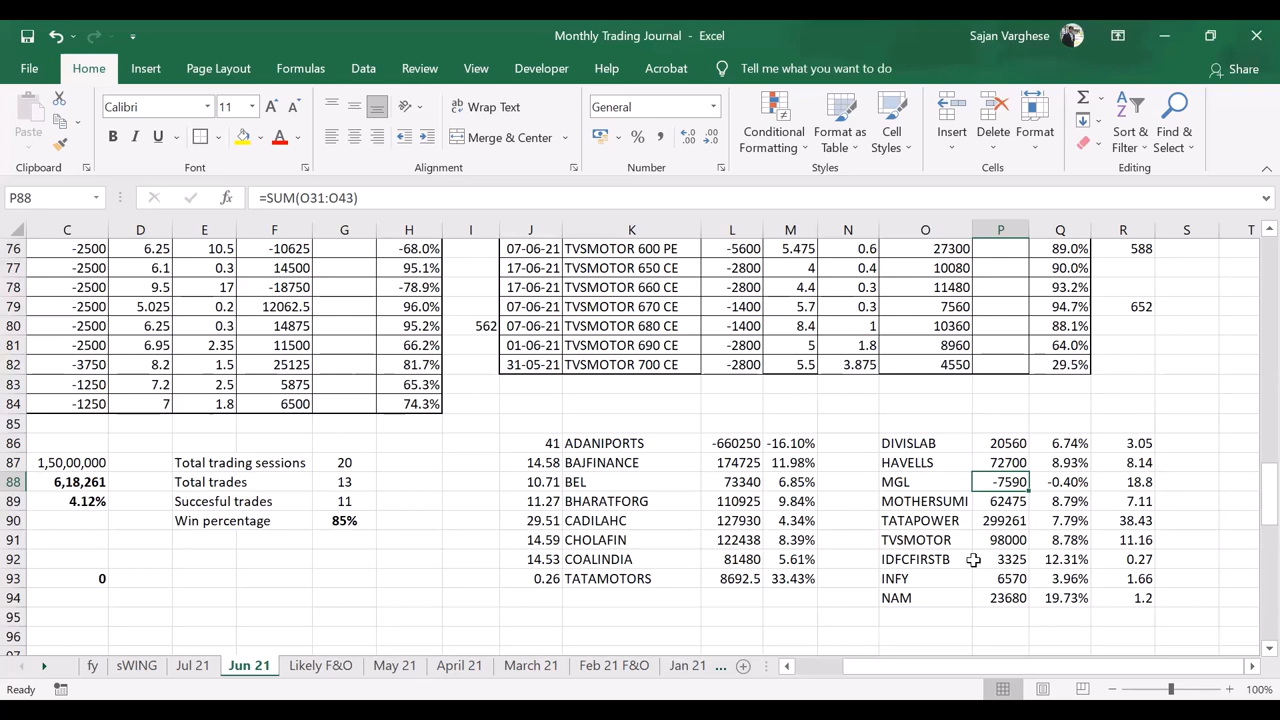 Monthly Trading Journal - Excel
Sajan Varghese
File Home Insert Page Layout Formulas Data Review View Developer Help Acrobat Tell me what you want to do Share
Paste
Calibri 11
B I U
A A
Wrap Text
Merge & Center
General
% , .00
Conditional Formatting
Format as Table
Cell Styles
Insert Delete Format
Sort & Filter
Find & Select
Clipboard Font Alignment Number Styles Cells Editing
P88 fx =SUM(O31:O43)
C D E F G H I J K L M N O P Q R S T
76 -2500 6.25 10.5 -10625 -68.0% 07-06-21 TVSMOTOR 600 PE -5600 5.475 0.6 27300 89.0% 588
77 -2500 6.1 0.3 14500 95.1% 17-06-21 TVSMOTOR 650 CE -2800 4 0.4 10080 90.0%
78 -2500 9.5 17 -18750 -78.9% 17-06-21 TVSMOTOR 660 CE -2800 4.4 0.3 11480 93.2%
79 -2500 5.025 0.2 12062.5 96.0% 07-06-21 TVSMOTOR 670 CE -1400 5.7 0.3 7560 94.7% 652
80 -2500 6.25 0.3 14875 95.2% 562 07-06-21 TVSMOTOR 680 CE -1400 8.4 1 10360 88.1%
81 -2500 6.95 2.35 11500 66.2% 01-06-21 TVSMOTOR 690 CE -2800 5 1.8 8960 64.0%
82 -3750 8.2 1.5 25125 81.7% 31-05-21 TVSMOTOR 700 CE -2800 5.5 3.875 4550 29.5%
83 -1250 7.2 2.5 5875 65.3%
84 -1250 7 1.8 6500 74.3%
85
86 41 ADANIPORTS -660250 -16.10% DIVISLAB 20560 6.74% 3.05
87 1,50,00,000 Total trading sessions 20 14.58 BAJFINANCE 174725 11.98% HAVELLS 72700 8.93% 8.14
88 6,18,261 Total trades 13 10.71 BEL 73340 6.85% MGL -7590 -0.40% 18.8
89 4.12% Succesful trades 11 11.27 BHARATFORG 110925 9.84% MOTHERSUMI 62475 8.79% 7.11
90 Win percentage 85% 29.51 CADILAHC 127930 4.34% TATAPOWER 299261 7.79% 38.43
91 14.59 CHOLAFIN 122438 8.39% TVSMOTOR 98000 8.78% 11.16
92 14.53 COALINDIA 81480 5.61% IDFCFIRSTB 3325 12.31% 0.27
93 0 0.26 TATAMOTORS 8692.5 33.43% INFY 6570 3.96% 1.66
94 NAM 23680 19.73% 1.2
95
96
fy sWING Jul 21 Jun 21 Likely F&O May 21 April 21 March 21 Feb 21 F&O Jan 21 ...
Ready 100%